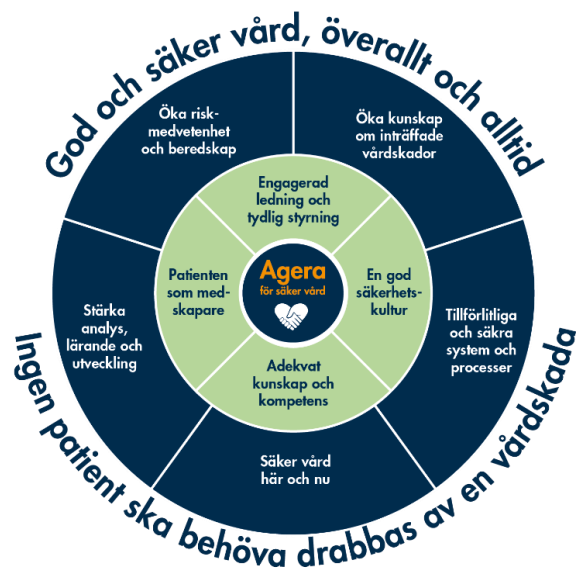 God och säker vård, överallt och alltid
Öka risk-
medvetenhet
och beredskap
Öka kunskap
om inträffade
vårdskador
Engagerad
ledning och
tydlig styrning
Patienten
som med-
skapare
Agera
för säker vård
En god
säkerhets-
kultur
Stärka
analys,
lärande och
utveckling
Tillförlitliga
och säkra
system och
processer
Adekvat
kunskap och
kompetens
Säker vård
här och nu
Ingen patient ska behöva drabbas av en vårdskada